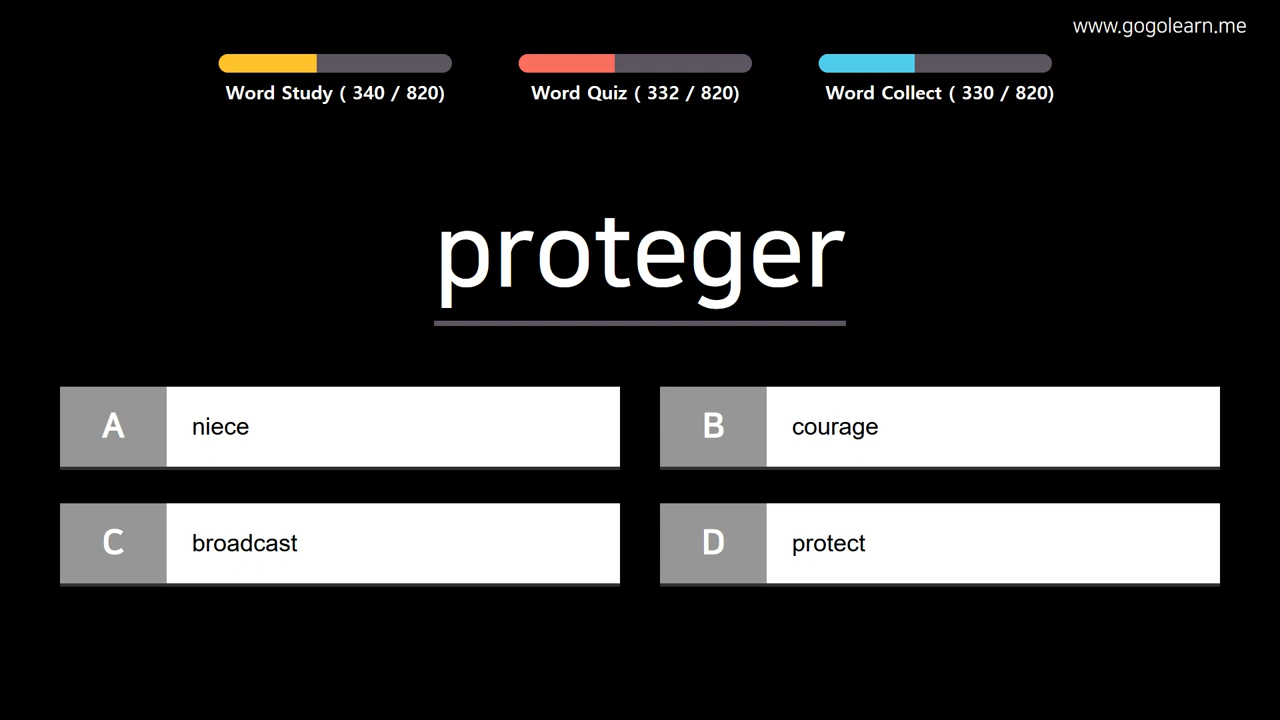 www.gogolearn.me
Word Study ( 340 / 820)
Word Quiz ( 332 / 820)
Word Collect ( 330 / 820)
proteger
A niece
B courage
C broadcast
D protect